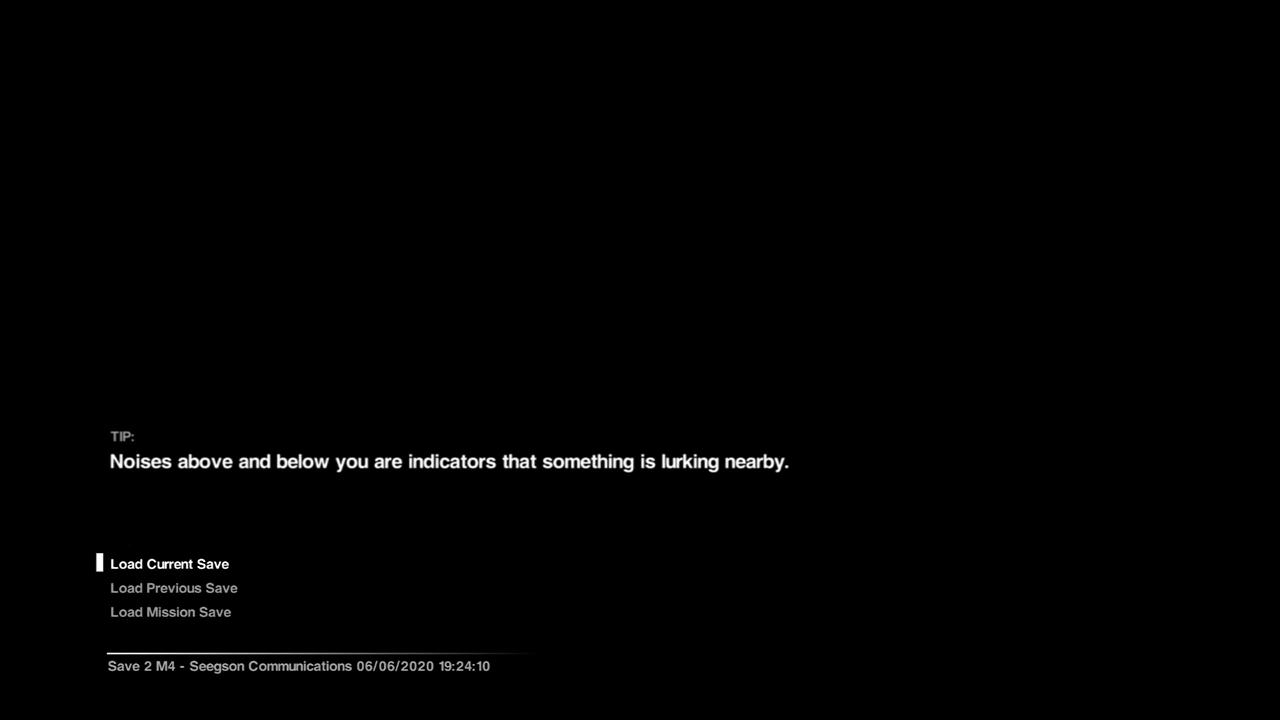 TIP:
Noises above and below you are indicators that something is lurking nearby.
Load Current Save
Load Previous Save
Load Mission Save
Save 2 M4 - Seegson Communications 06/06/2020 19:24:10